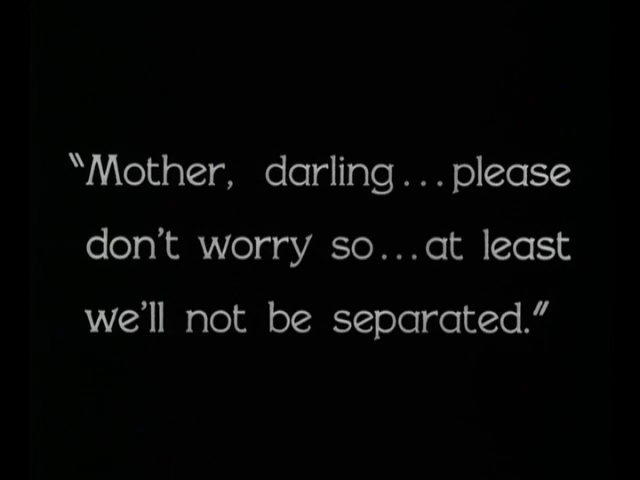 "Mother, darling...please
don't worry so...at least
we'll not be separated."